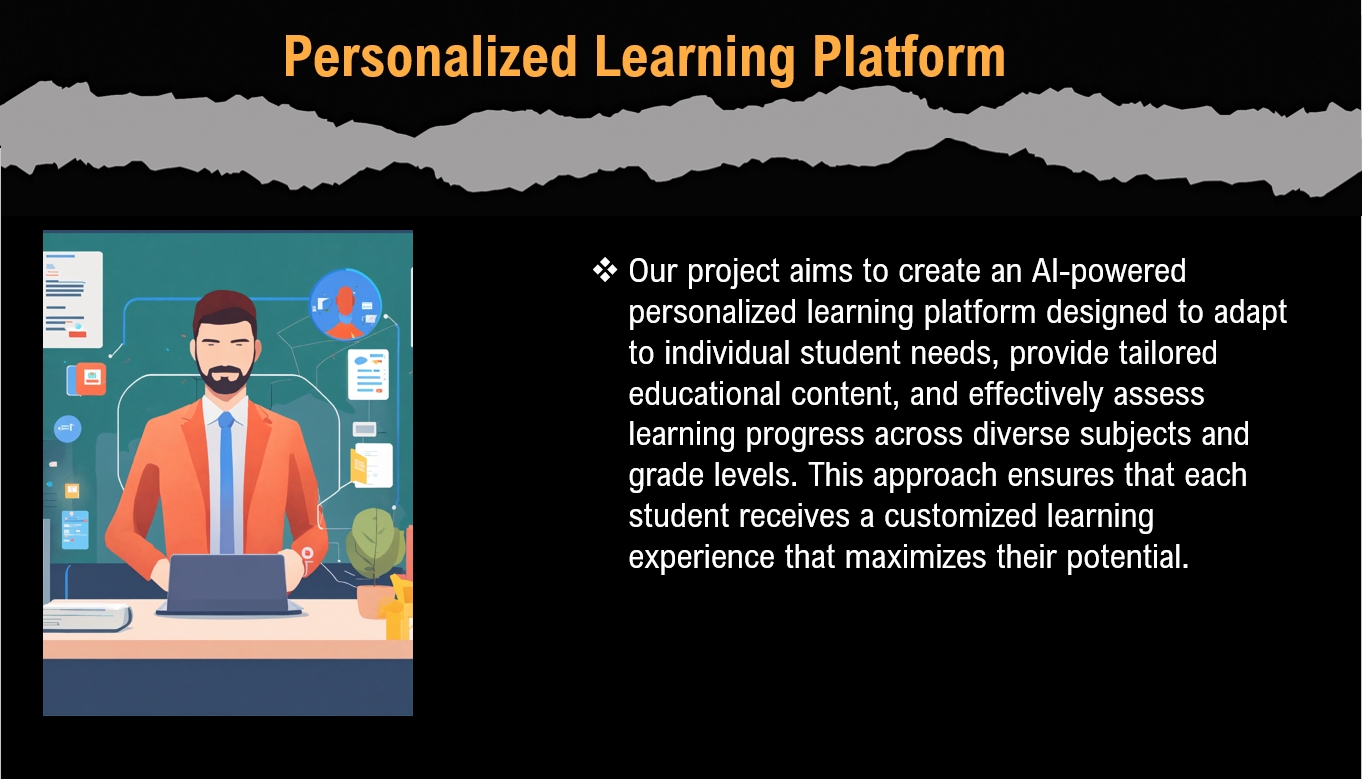 Personalized Learning Platform
❖ Our project aims to create an AI-powered
personalized learning platform designed to adapt
to individual student needs, provide tailored
educational content, and effectively assess
learning progress across diverse subjects and
grade levels. This approach ensures that each
student receives a customized learning
experience that maximizes their potential.